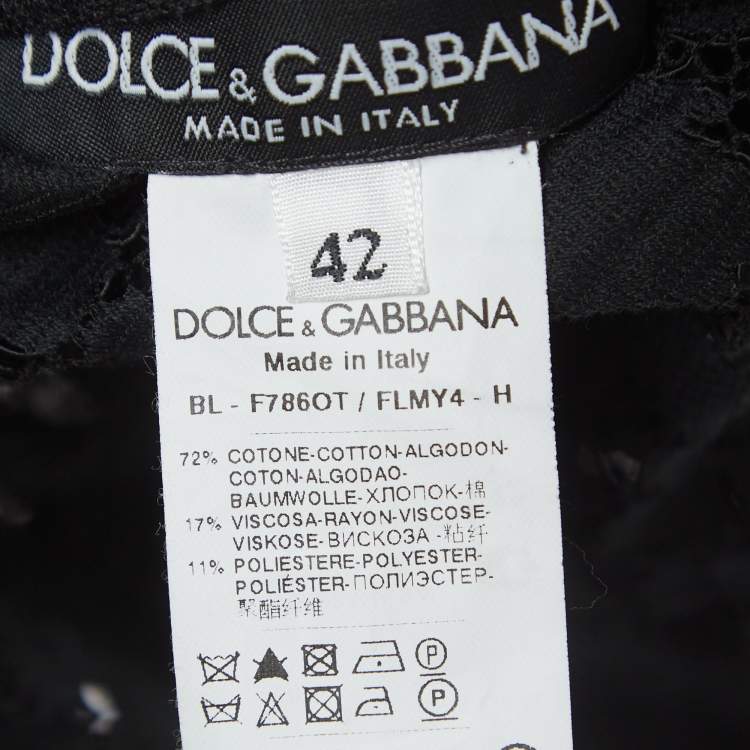 DOLCE & GABBANA
MADE IN ITALY
42
DOLCE & GABBANA
Made in Italy
BL - F786OT / FLMY4 - H
72% COTONE-COTTON-ALGODON-
COTON-ALGODAO-
BAUMWOLLE-ХЛОПОК-棉
17% VISCOSA-RAYON-VISCOSE-
VISKOSE-ВИСКОЗА -粘纤
11% POLIESTERE-POLYESTER-
POLIÉSTER-ПОЛИЭСТЕР-
聚酯纤维
P
P